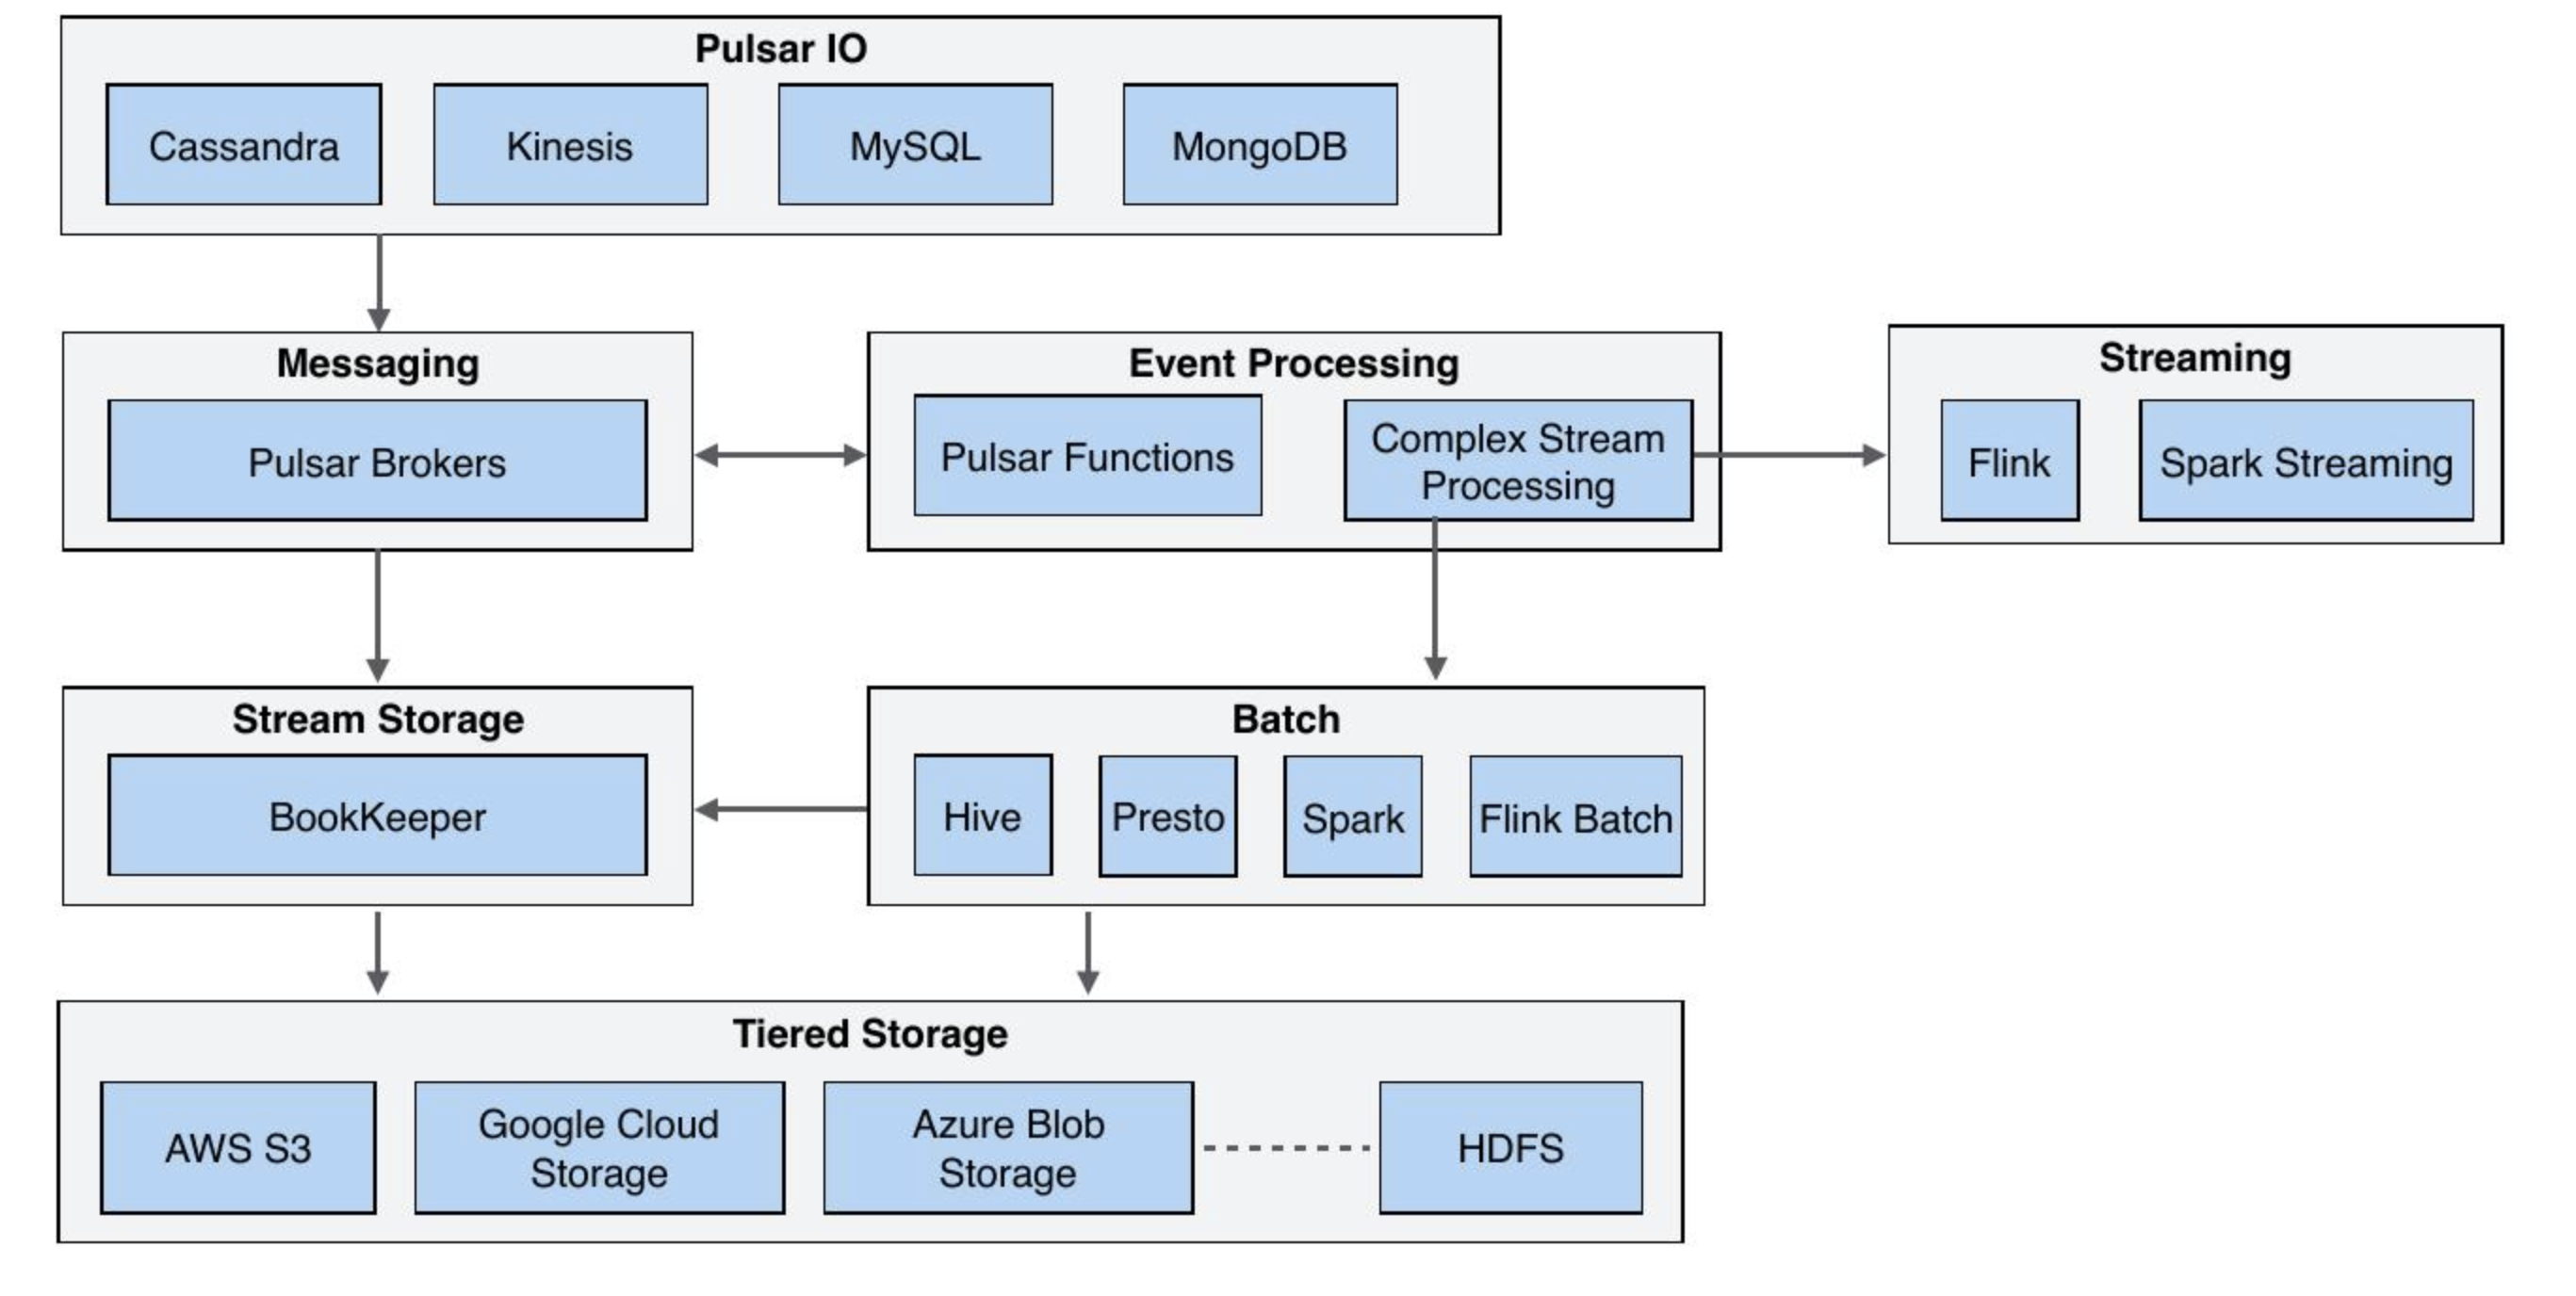 Pulsar IO
Cassandra
Kinesis
MySQL
MongoDB
Messaging
Pulsar Brokers
Event Processing
Pulsar Functions
Complex Stream
Processing
Streaming
Flink
Spark Streaming
Stream Storage
BookKeeper
Batch
Hive
Presto
Spark
Flink Batch
Tiered Storage
AWS S3
Google Cloud
Storage
Azure Blob
Storage
HDFS